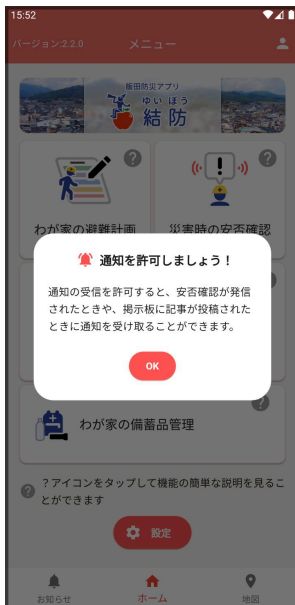 15:52
バージョン:2.2.0
メニュー
飯田防災アプリ
ゆい ぼう
結防
わが家の避難計画
災害時の安否確認
通知を許可しましょう！
通知の受信を許可すると、安否確認が発信
されたときや、掲示板に記事が投稿された
ときに通知を受け取ることができます。
OK
わが家の備蓄品管理
？アイコンをタップして機能の簡単な説明を見るこ
とができます
設定
お知らせ
ホーム
地図